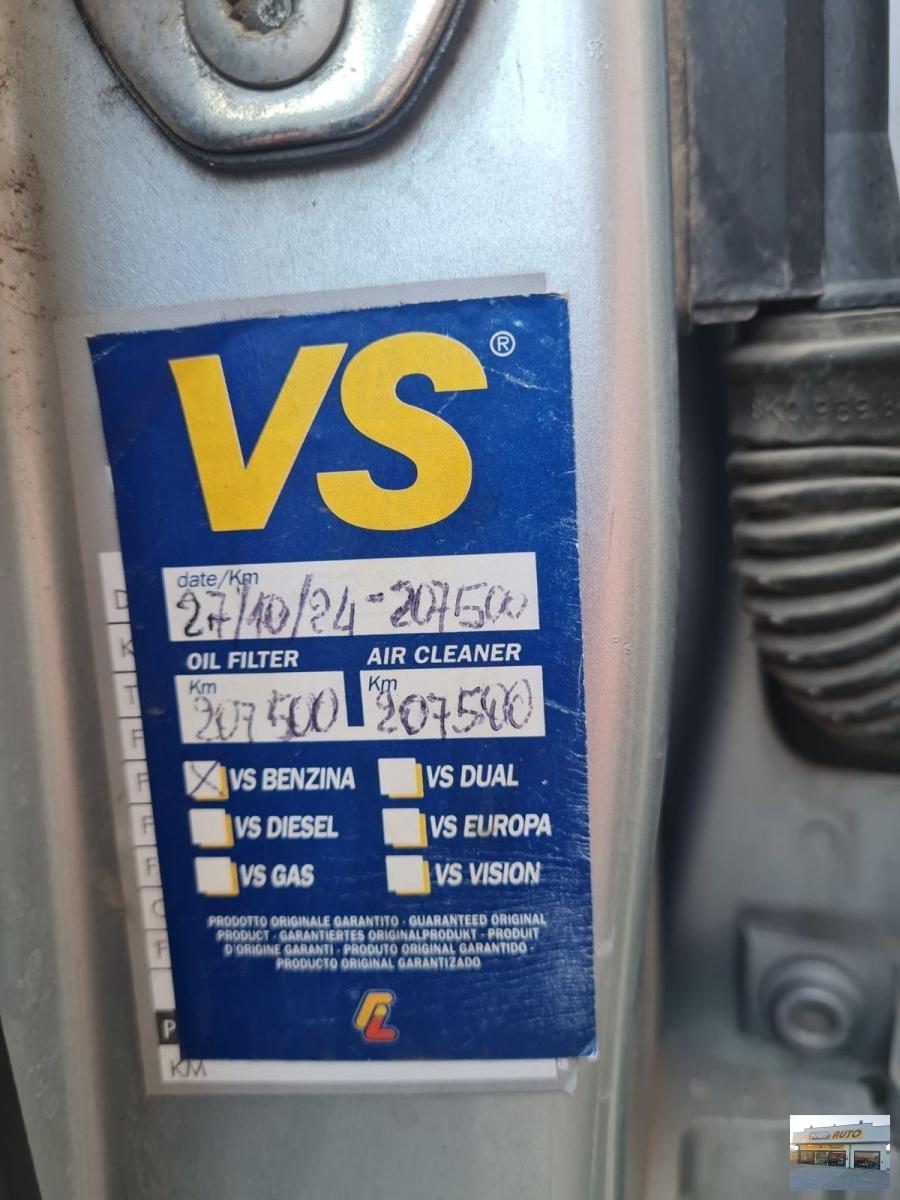 VS®
date/Km
27/10/24-207500
OIL FILTER AIR CLEANER
Km Km
207500 207500
VS BENZINA VS DUAL
VS DIESEL VS EUROPA
VS GAS VS VISION
PRODOTTO ORIGINALE GARANTITO - GUARANTEED ORIGINAL
PRODUCT - GARANTIERTES ORIGINALPRODUKT - PRODUIT
D'ORIGINE GARANTI - PRODUTO ORIGINAL GARANTIDO -
PRODUCTO ORIGINAL GARANTIZADO
FL
D
K
T
F
F
F
F
F
P
KM
AUTO